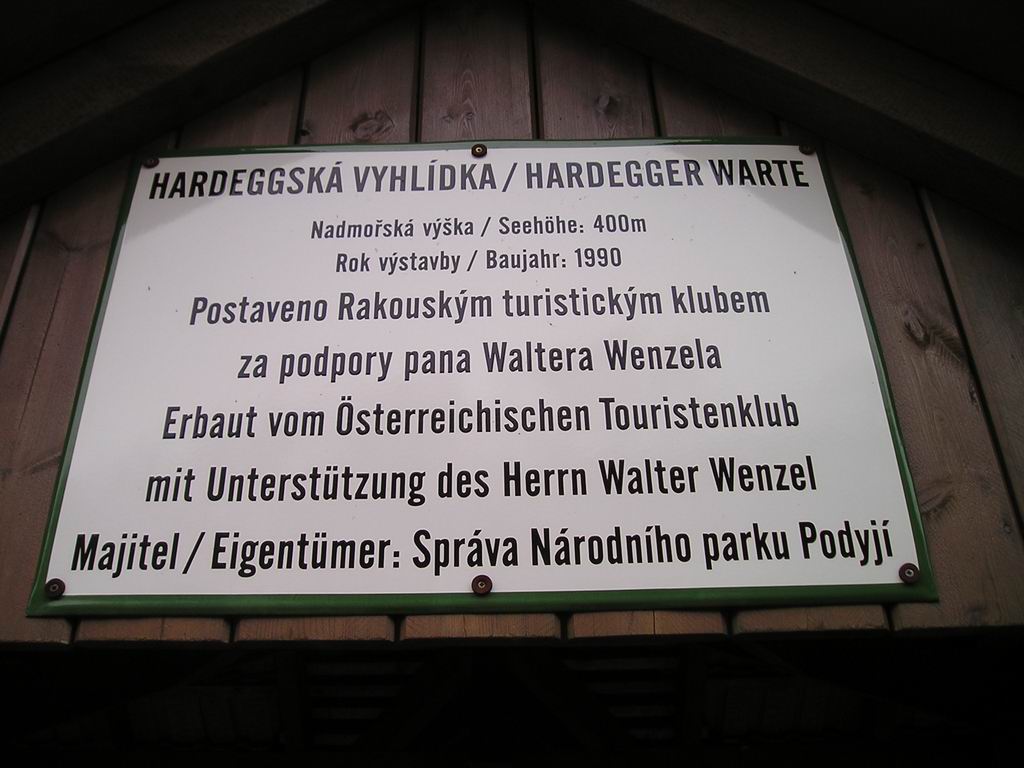 HARDEGGSKÁ VYHLÍDKA / HARDEGGER WARTE
Nadmořská výška / Seehöhe: 400m
Rok výstavby / Baujahr: 1990
Postaveno Rakouským turistickým klubem
za podpory pana Waltera Wenzela
Erbaut vom Österreichischen Touristenklub
mit Unterstützung des Herrn Walter Wenzel
Majitel / Eigentümer: Správa Národního parku Podyjí